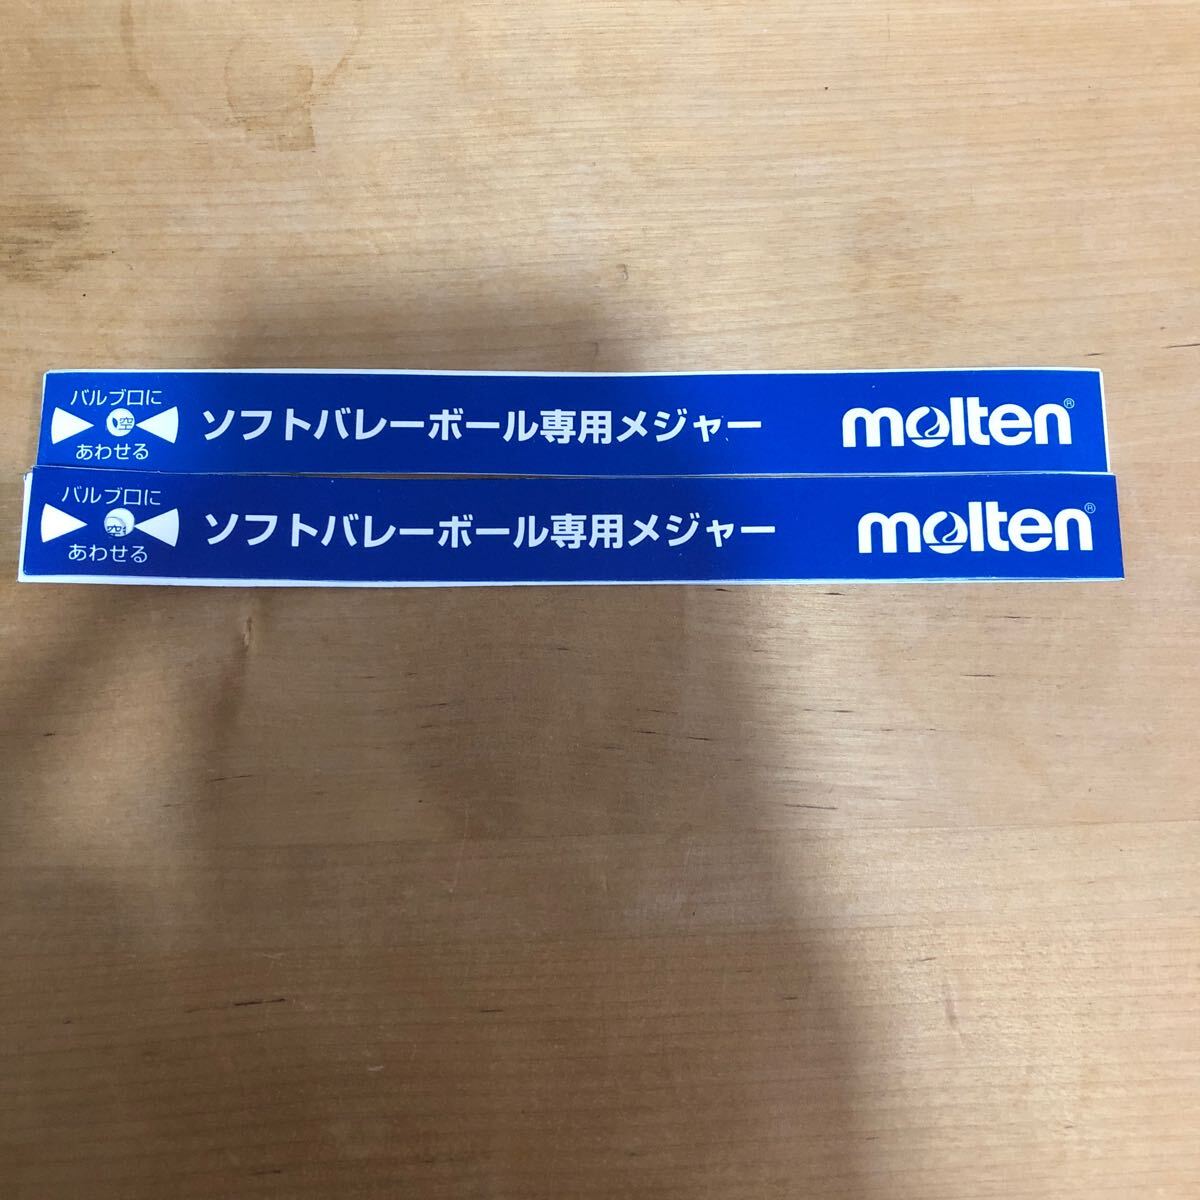 バルブ口に
空
あわせる
ソフトバレーボール専用メジャー
molten®
バルブ口に
空
あわせる
ソフトバレーボール専用メジャー
molten®